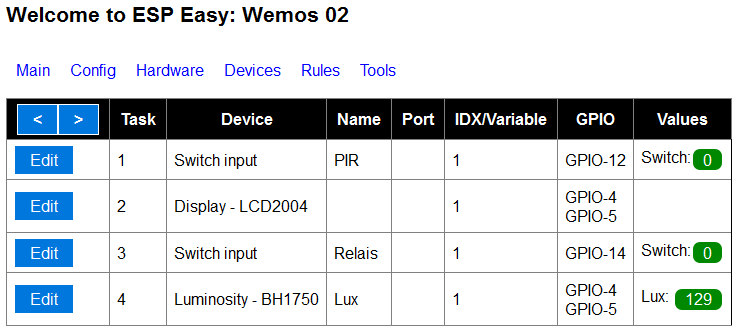 Welcome to ESP Easy: Wemos 02
Main Config Hardware Devices Rules Tools
< > Task Device Name Port IDX/Variable GPIO Values
Edit 1 Switch input PIR 1 GPIO-12 Switch: 0
Edit 2 Display - LCD2004 1 GPIO-4
GPIO-5
Edit 3 Switch input Relais 1 GPIO-14 Switch: 0
Edit 4 Luminosity - BH1750 Lux 1 GPIO-4 Lux: 129
GPIO-5